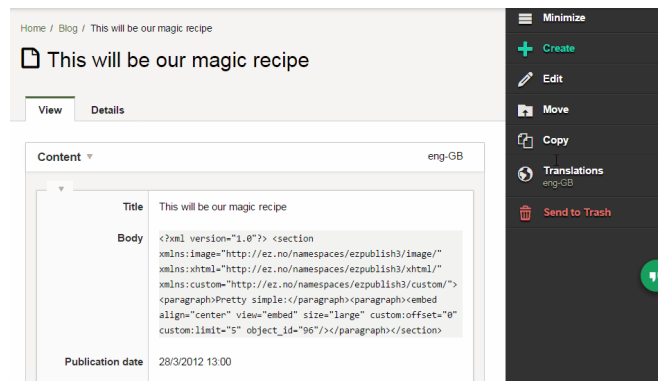 Home / Blog / This will be our magic recipe
This will be our magic recipe
View Details
Content eng-GB
Title This will be our magic recipe
Body <?xml version="1.0"?> <section
xmlns:image="http://ez.no/namespaces/ezpublish3/image/"
xmlns:xhtml="http://ez.no/namespaces/ezpublish3/xhtml/"
xmlns:custom="http://ez.no/namespaces/ezpublish3/custom/">
<paragraph>Pretty simple:</paragraph><paragraph><embed
align="center" view="embed" size="large" custom:offset="0"
custom:limit="5" object_id="96"/></paragraph></section>
Publication date 28/3/2012 13:00
Minimize
Create
Edit
Move
Copy
Translations
eng-GB
Send to Trash